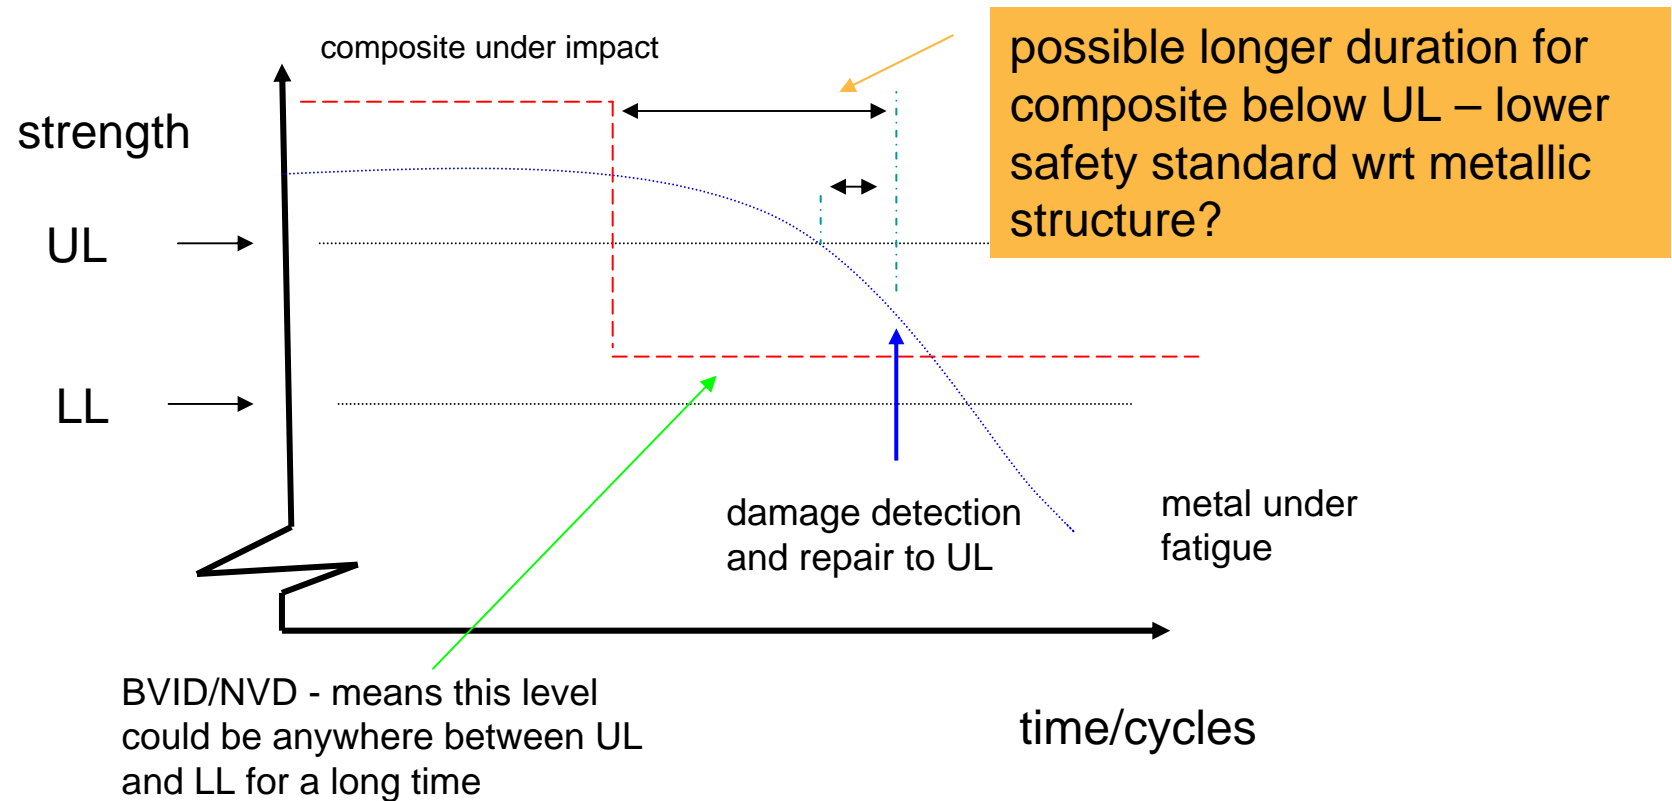 composite under impact
possible longer duration for
composite below UL – lower
safety standard wrt metallic
structure?
strength
UL
LL
damage detection
and repair to UL
metal under
fatigue
BVID/NVD - means this level
could be anywhere between UL
and LL for a long time
time/cycles